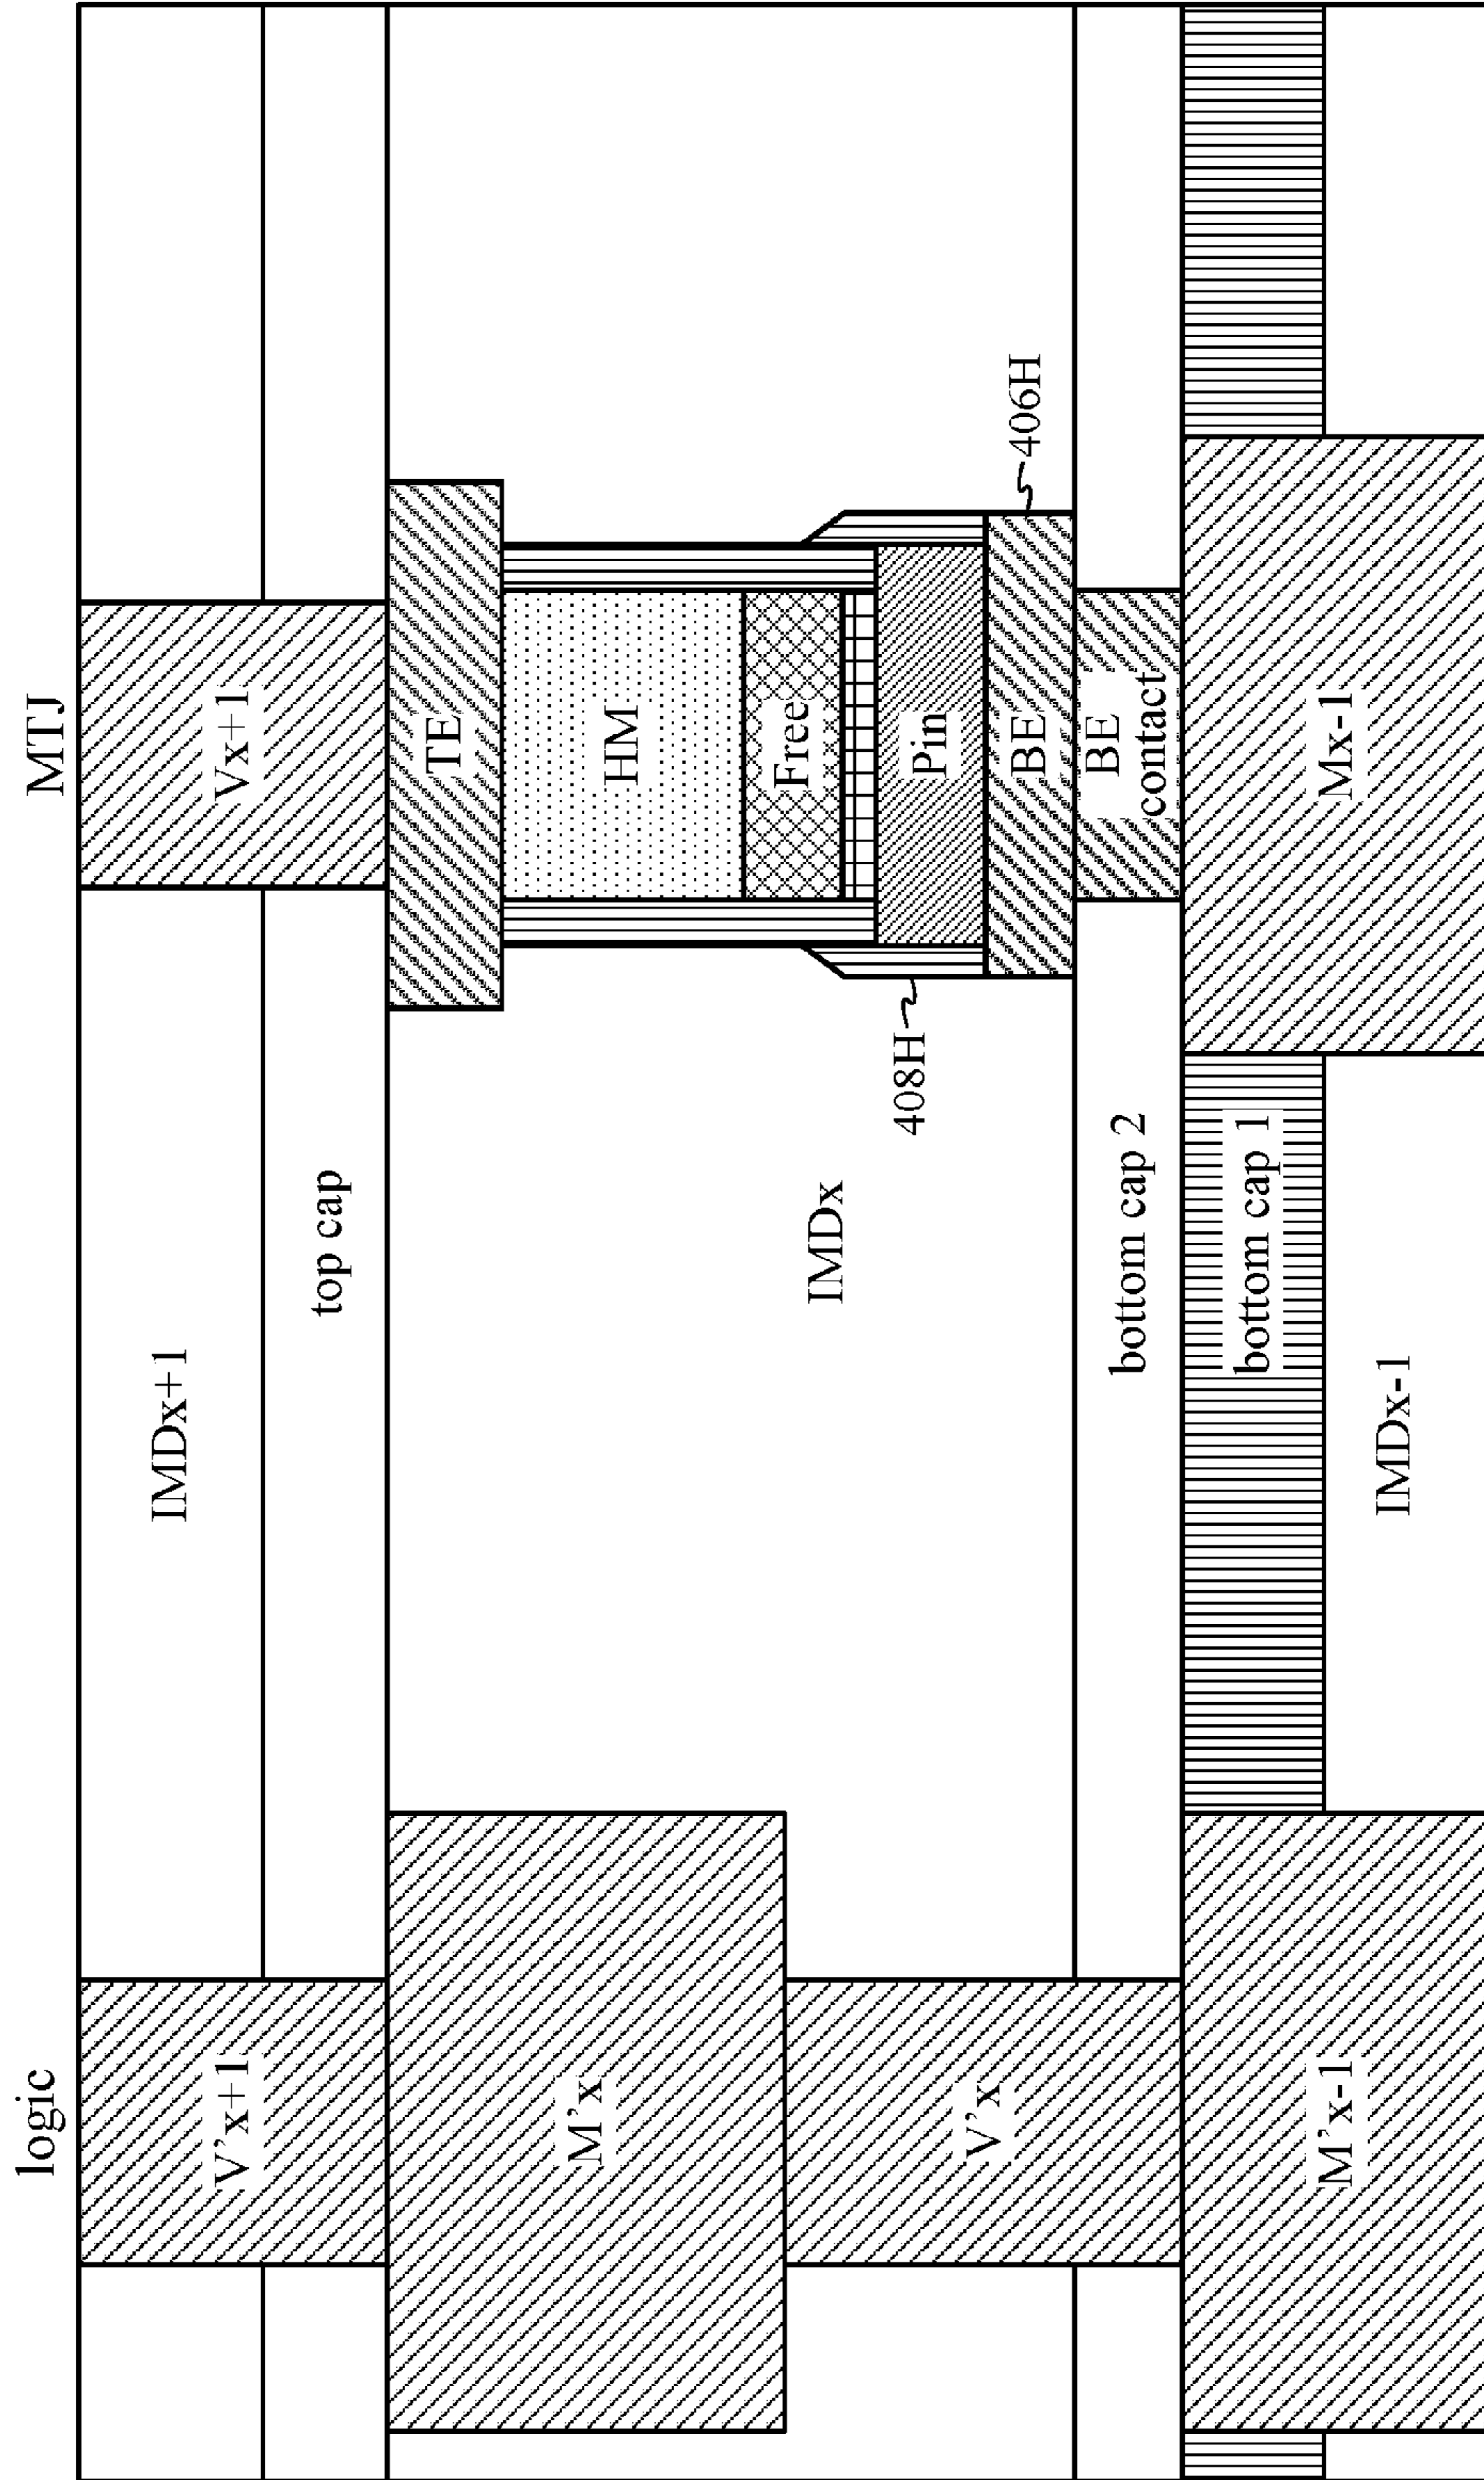 logic
MTJ
V'x+1
IMDx+1
Vx+1
top cap
TE
M'x
HM
Free
IMDx
408H
Pin
V'x
BE
406H
bottom cap 2
BE
contact
bottom cap 1
M'x-1
Mx-1
IMDx-1